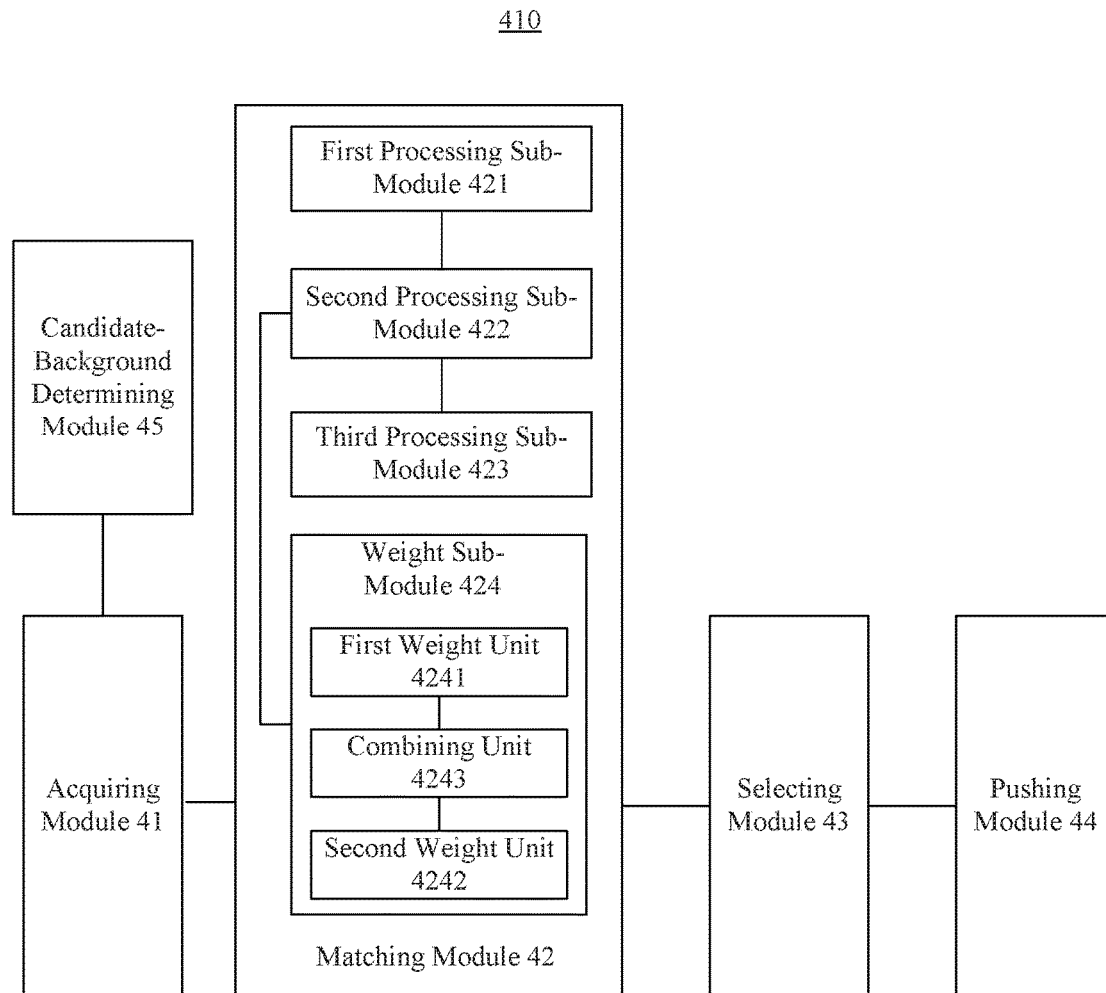 410
First Processing Sub-
Module 421
Second Processing Sub-
Module 422
Candidate-
Background
Determining
Module 45
Third Processing Sub-
Module 423
Weight Sub-
Module 424
First Weight Unit
4241
Combining Unit
4243
Second Weight Unit
4242
Acquiring
Module 41
Matching Module 42
Selecting
Module 43
Pushing
Module 44